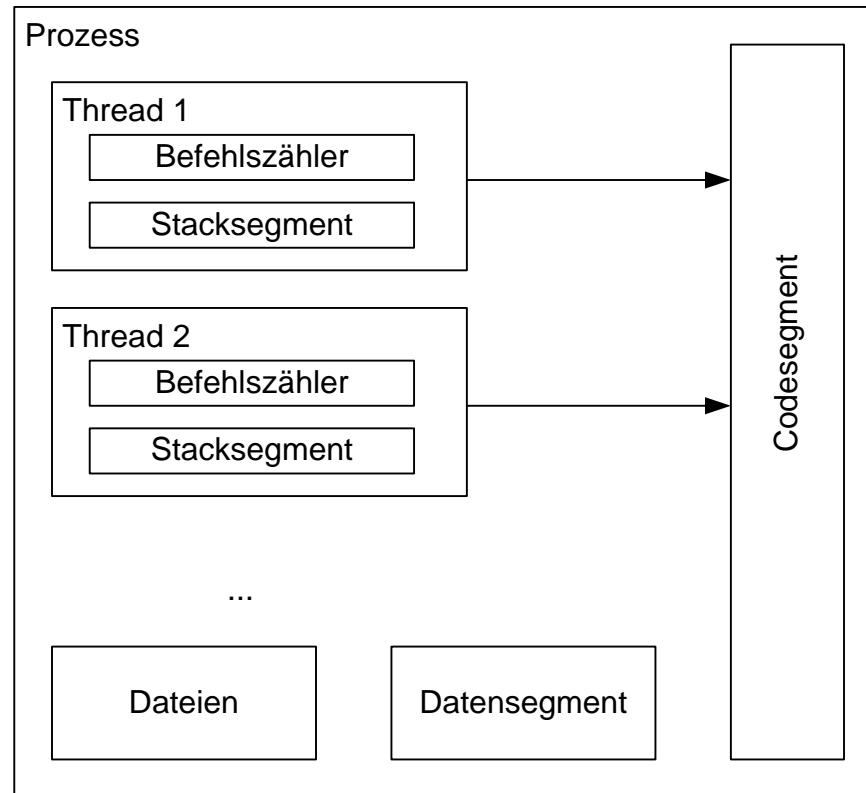 Prozess
Thread 1
Befehlszähler
Stacksegment
Thread 2
Befehlszähler
Stacksegment
...
Dateien
Datensegment
Codesegment